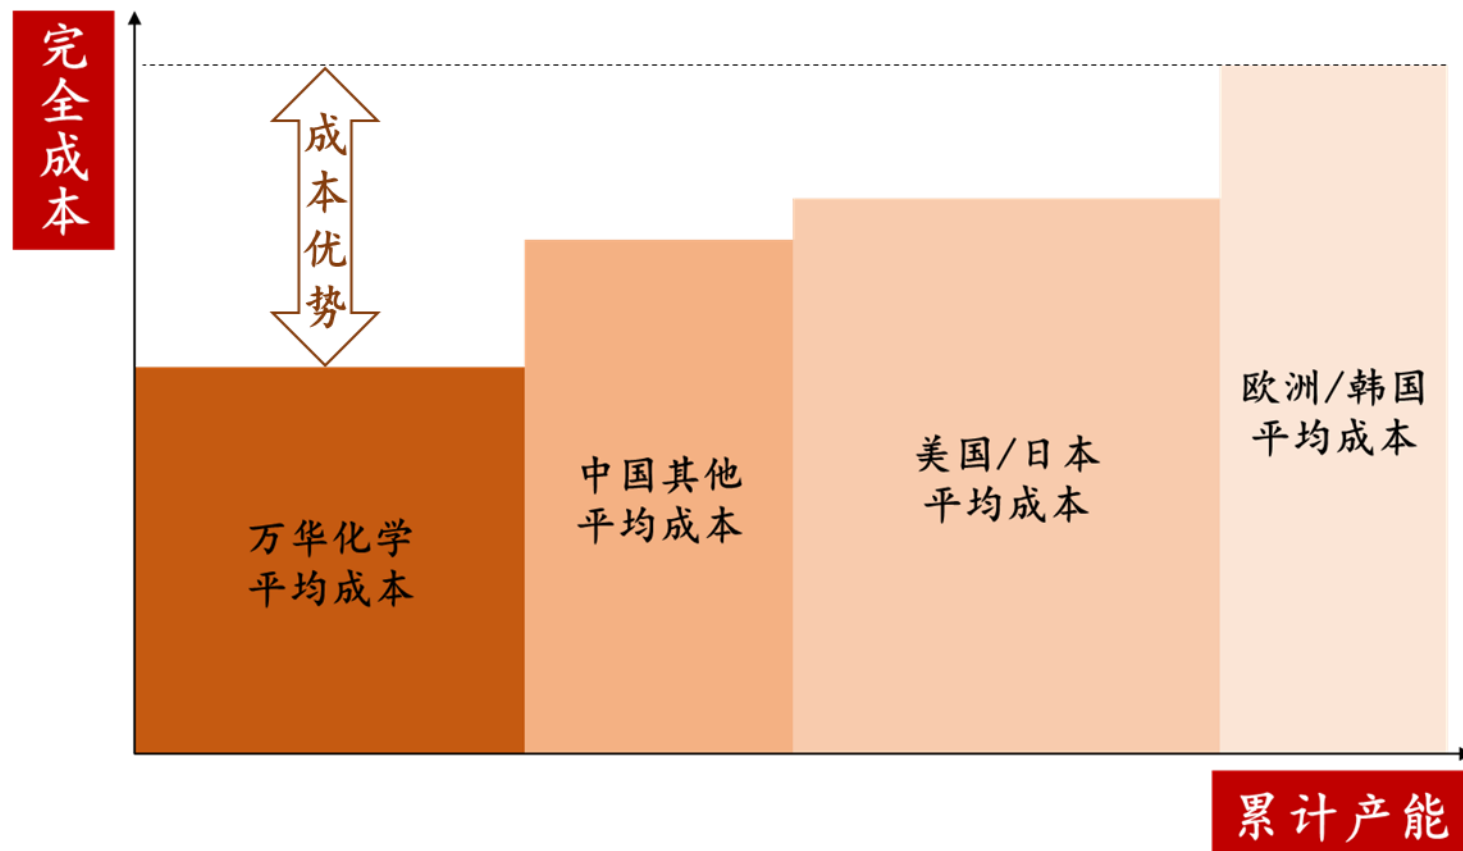 完全成本
成本优势
万华化学
平均成本
中国其他
平均成本
美国/日本
平均成本
欧洲/韩国
平均成本
累计产能